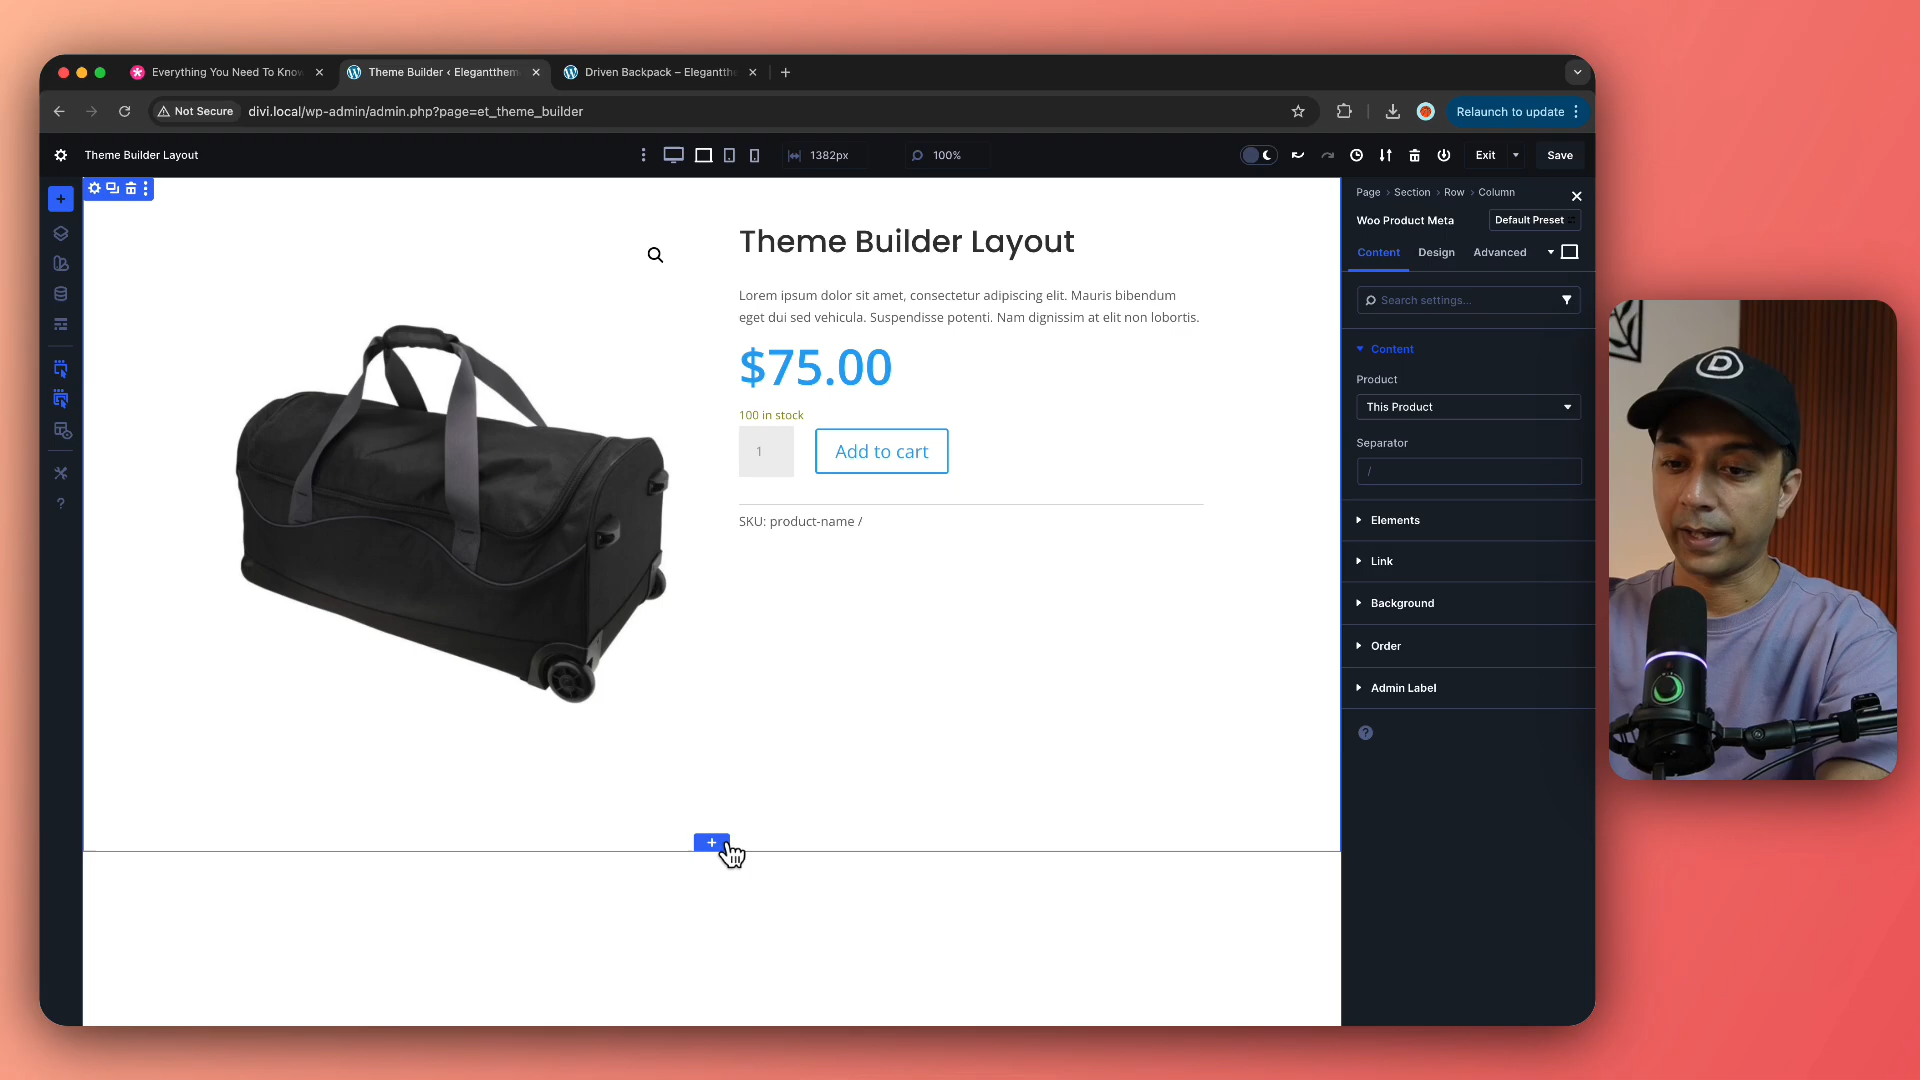 Everything You Need To Know
Theme Builder ‹ Eleganttheme
Driven Backpack – Eleganttheme
Not Secure
divi.local/wp-admin/admin.php?page=et_theme_builder
Relaunch to update
Theme Builder Layout
1382px
100%
Exit
Save
Page > Section > Row > Column
Woo Product Meta
Default Preset
Content
Design
Advanced
Search settings...
Content
Product
This Product
Separator
/
Elements
Link
Background
Order
Admin Label
Theme Builder Layout
Lorem ipsum dolor sit amet, consectetur adipiscing elit. Mauris bibendum
eget dui sed vehicula. Suspendisse potenti. Nam dignissim at elit non lobortis.
$75.00
100 in stock
1
Add to cart
SKU: product-name /
D